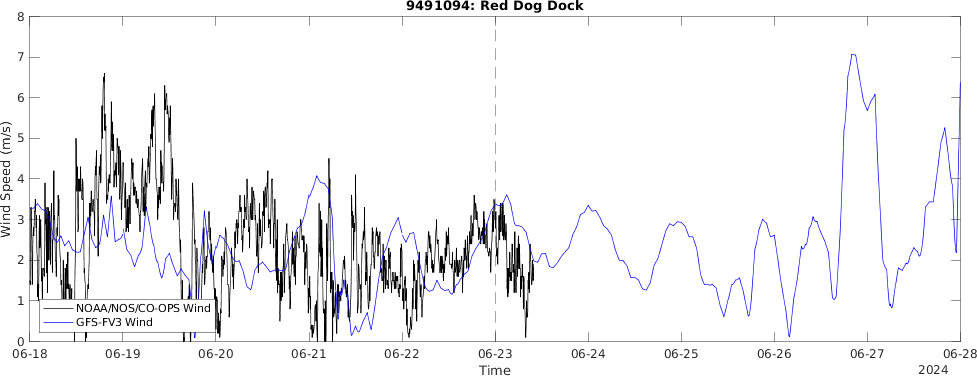 9491094: Red Dog Dock
8
7
6
5
4
3
2
1
0
Wind Speed (m/s)
NOAA/NOS/CO-OPS Wind
GFS-FV3 Wind
06-18 06-19 06-20 06-21 06-22 06-23 06-24 06-25 06-26 06-27 06-28
Time
2024